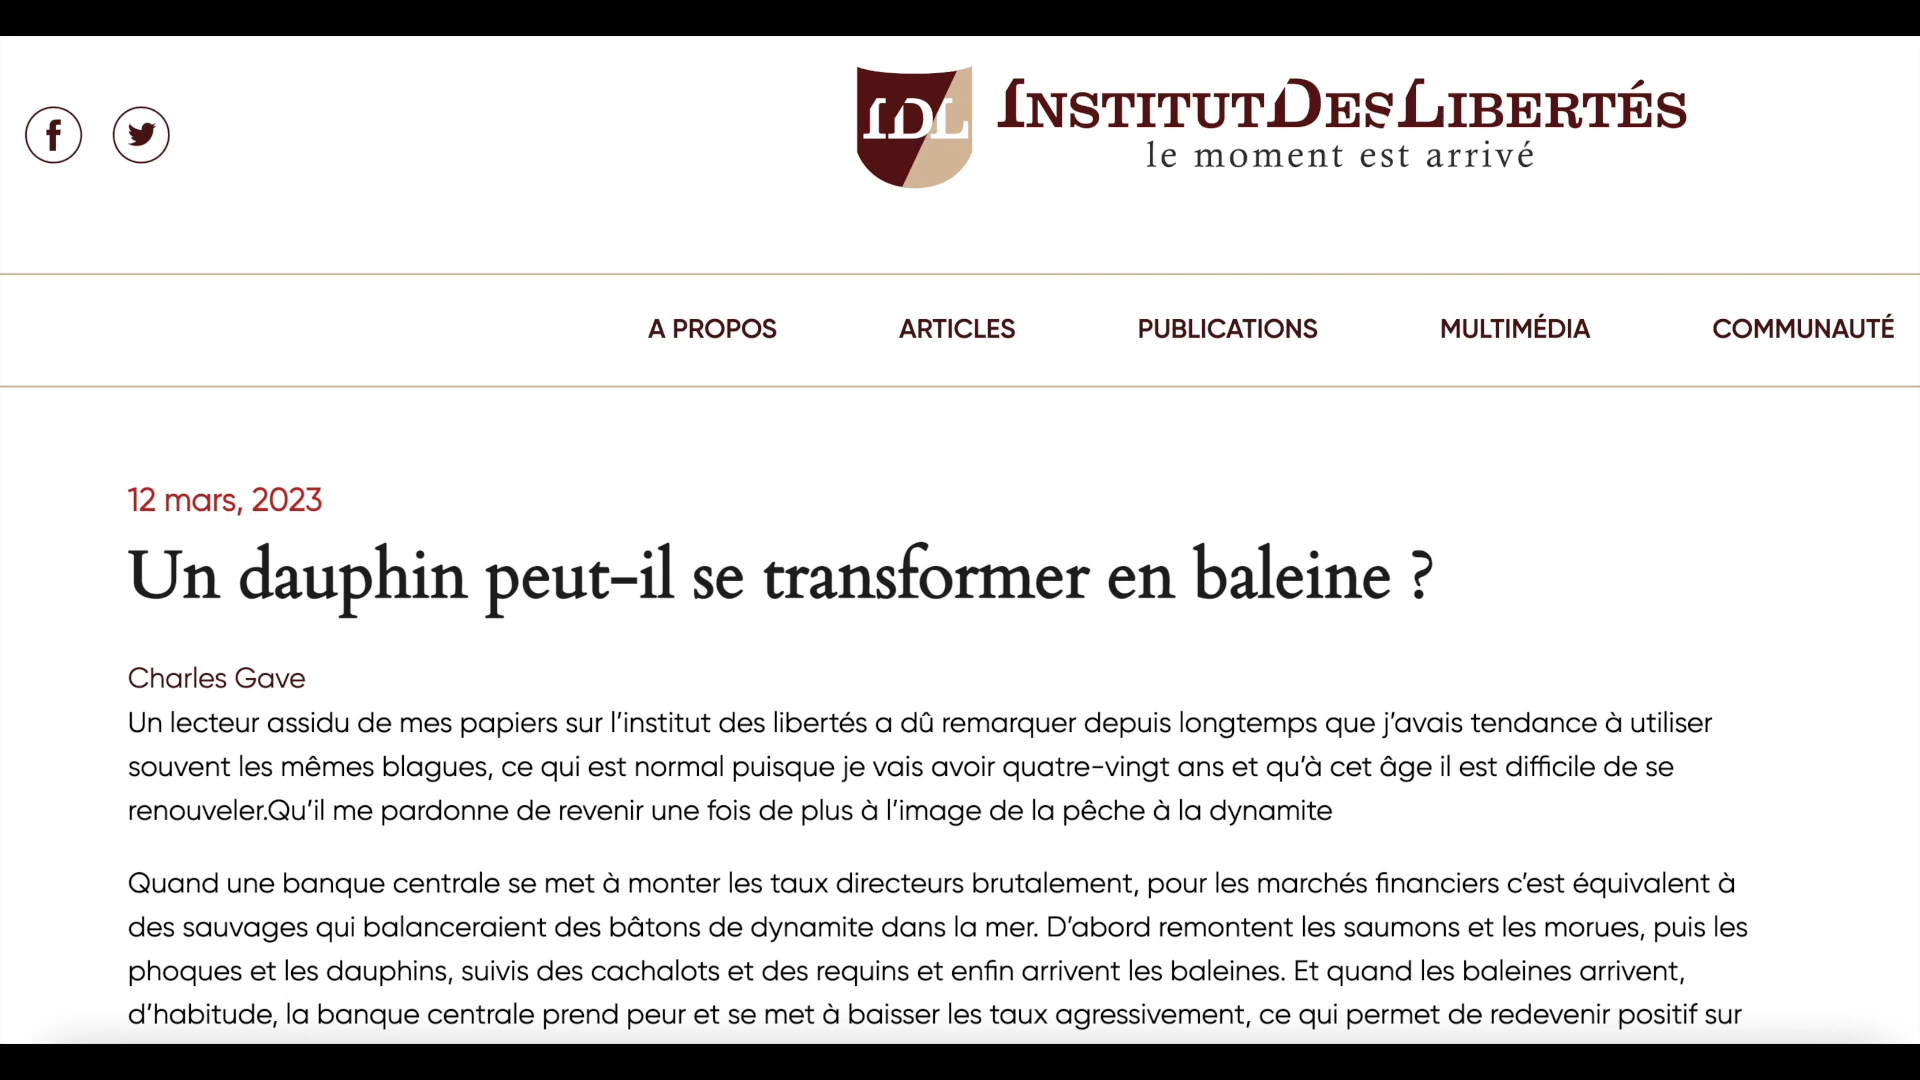 IDL
INSTITUTDESLIBERTÉS
le moment est arrivé
A PROPOS
ARTICLES
PUBLICATIONS
MULTIMÉDIA
COMMUNAUTÉ
12 mars, 2023
Un dauphin peut-il se transformer en baleine ?
Charles Gave
Un lecteur assidu de mes papiers sur l’institut des libertés a dû remarquer depuis longtemps que j’avais tendance à utiliser
souvent les mêmes blagues, ce qui est normal puisque je vais avoir quatre-vingt ans et qu’à cet âge il est difficile de se
renouveler.Qu’il me pardonne de revenir une fois de plus à l’image de la pêche à la dynamite
Quand une banque centrale se met à monter les taux directeurs brutalement, pour les marchés financiers c’est équivalent à
des sauvages qui balanceraient des bâtons de dynamite dans la mer. D’abord remontent les saumons et les morues, puis les
phoques et les dauphins, suivis des cachalots et des requins et enfin arrivent les baleines. Et quand les baleines arrivent,
d’habitude, la banque centrale prend peur et se met à baisser les taux agressivement, ce qui permet de redevenir positif sur